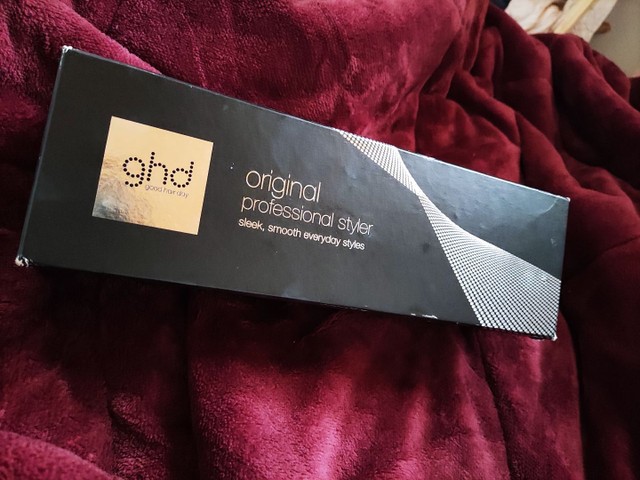 ghd
good hair day
original
professional styler
sleek, smooth everyday styles